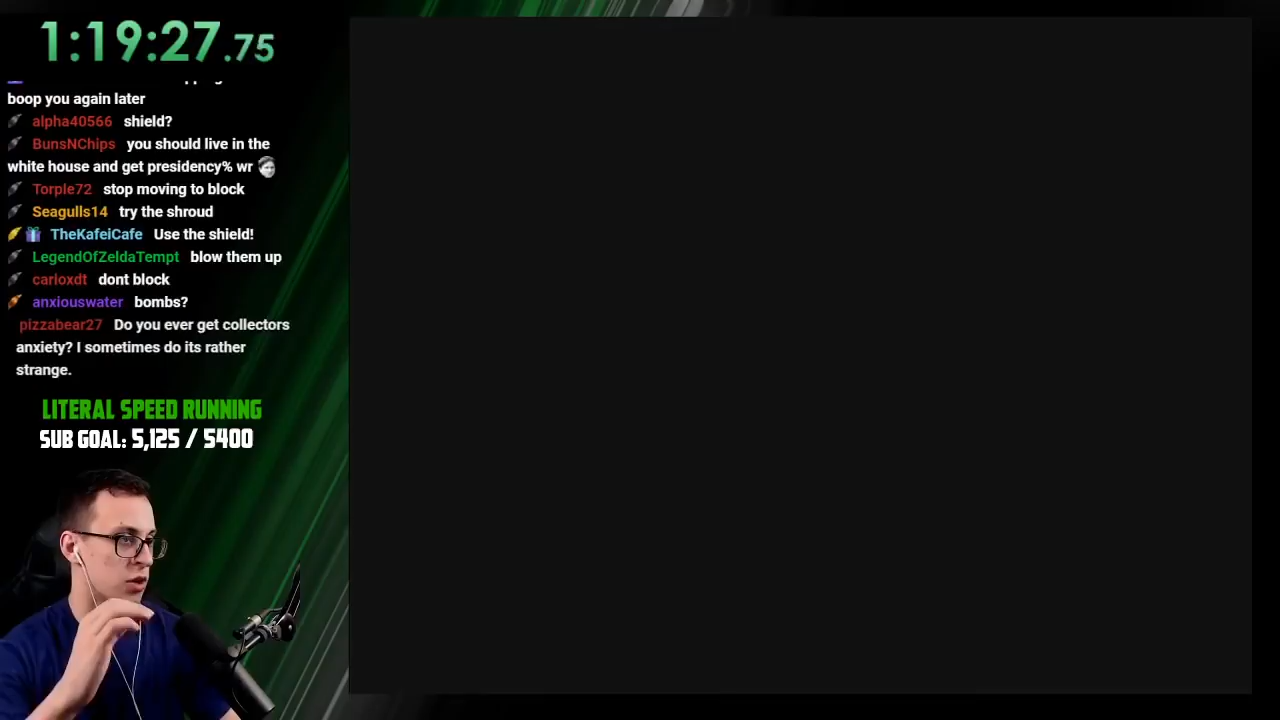 1:19:27.75
boop you again later
alpha40566 shield?
BunsNChips you should live in the
white house and get presidency% wr
Torple72 stop moving to block
Seagulls14 try the shroud
TheKafeiCafe Use the shield!
LegendOfZeldaTempt blow them up
carloxdt dont block
anxiouswater bombs?
pizzabear27 Do you ever get collectors
anxiety? I sometimes do its rather
strange.
LITERAL SPEED RUNNING
SUB GOAL: 5,125 / 5400